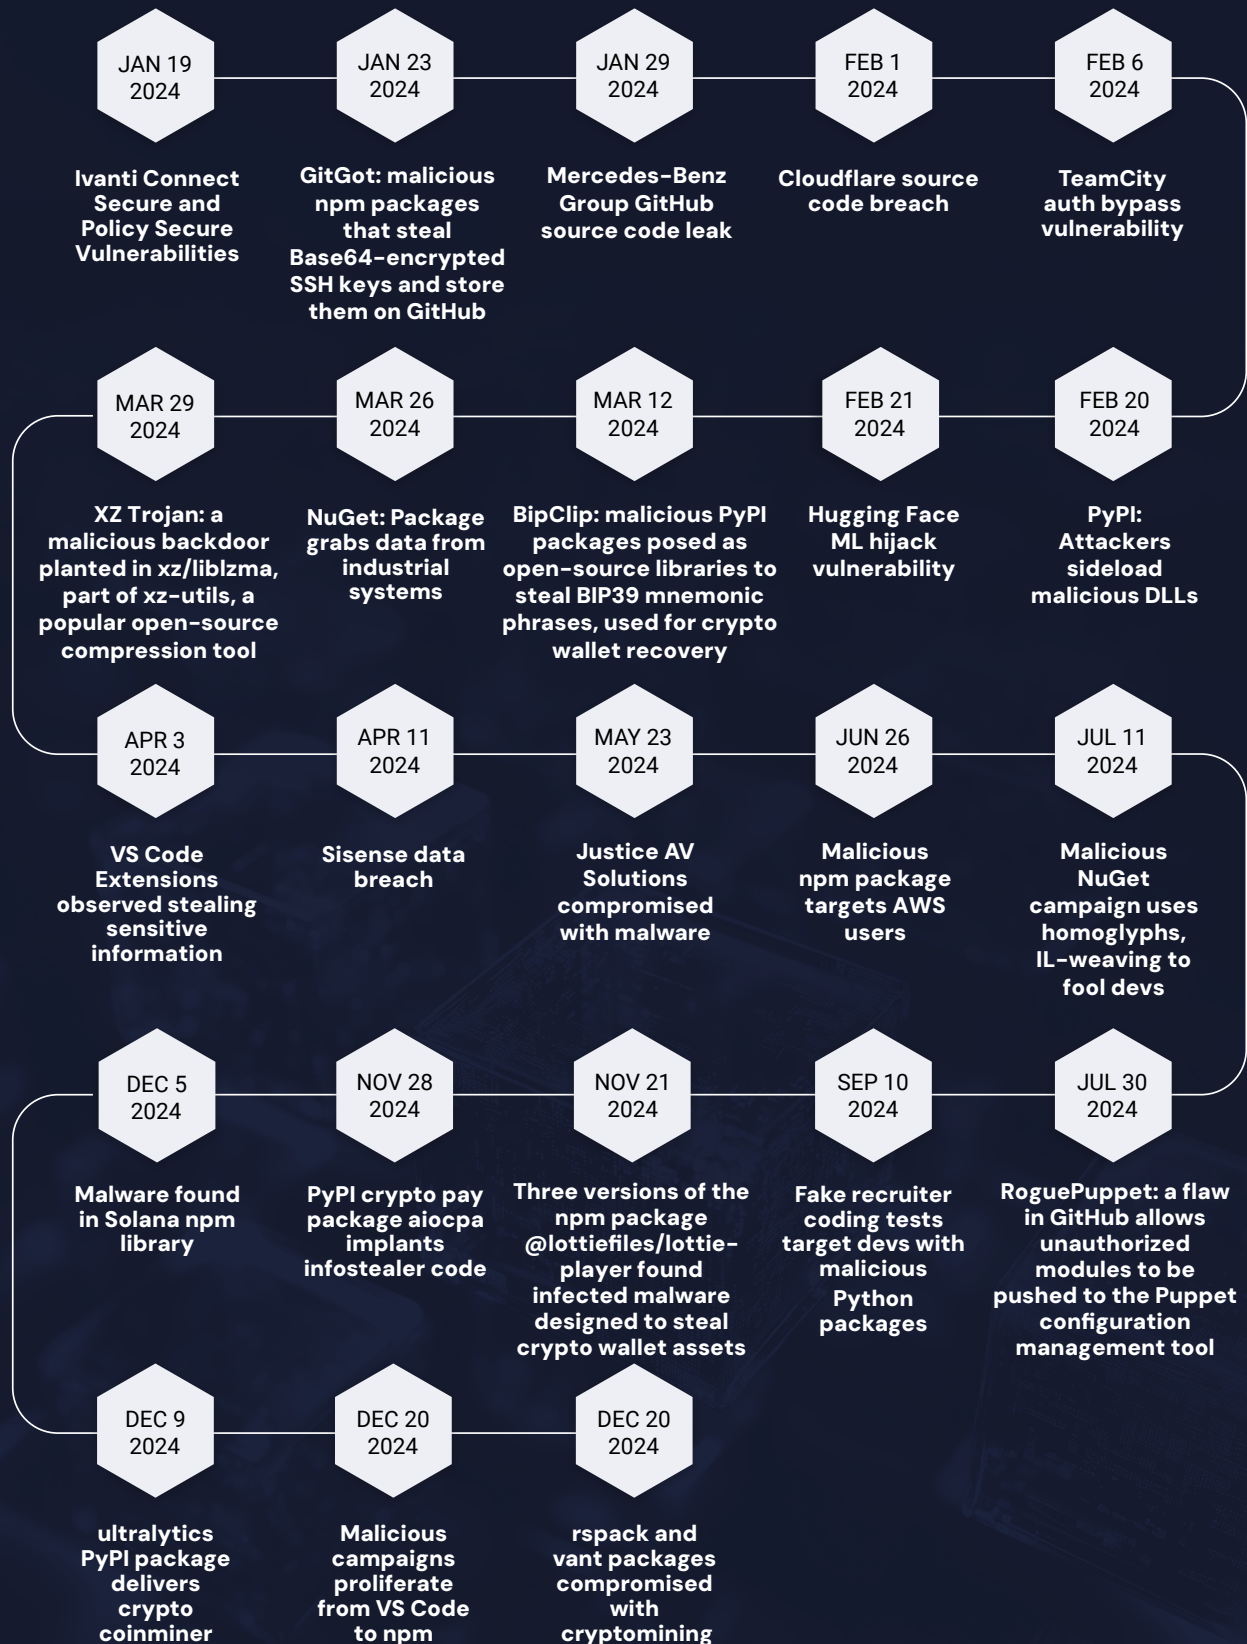 JAN 19
2024
Ivanti Connect
Secure and
Policy Secure
Vulnerabilities
JAN 23
2024
GitGot: malicious
npm packages
that steal
Base64-encrypted
SSH keys and store
them on GitHub
JAN 29
2024
Mercedes-Benz
Group GitHub
source code leak
FEB 1
2024
Cloudflare source
code breach
FEB 6
2024
TeamCity
auth bypass
vulnerability
FEB 20
2024
PyPI:
Attackers
sideload
malicious DLLs
FEB 21
2024
Hugging Face
ML hijack
vulnerability
MAR 12
2024
BipClip: malicious PyPI
packages posed as
open-source libraries to
steal BIP39 mnemonic
phrases, used for crypto
wallet recovery
MAR 26
2024
NuGet: Package
grabs data from
industrial
systems
MAR 29
2024
XZ Trojan: a
malicious backdoor
planted in xz/liblzma,
part of xz-utils, a
popular open-source
compression tool
APR 3
2024
VS Code
Extensions
observed stealing
sensitive
information
APR 11
2024
Sisense data
breach
MAY 23
2024
Justice AV
Solutions
compromised
with malware
JUN 26
2024
Malicious
npm package
targets AWS
users
JUL 11
2024
Malicious
NuGet
campaign uses
homoglyphs,
IL-weaving to
fool devs
JUL 30
2024
RoguePuppet: a flaw
in GitHub allows
unauthorized
modules to be
pushed to the Puppet
configuration
management tool
SEP 10
2024
Fake recruiter
coding tests
target devs with
malicious
Python
packages
NOV 21
2024
Three versions of the
npm package
@lottiefiles/lottie-
player found
infected malware
designed to steal
crypto wallet assets
NOV 28
2024
PyPI crypto pay
package aiocpa
implants
infostealer code
DEC 5
2024
Malware found
in Solana npm
library
DEC 9
2024
ultralytics
PyPI package
delivers
crypto
coinminer
DEC 20
2024
Malicious
campaigns
proliferate
from VS Code
to npm
DEC 20
2024
rspack and
vant packages
compromised
with
cryptomining